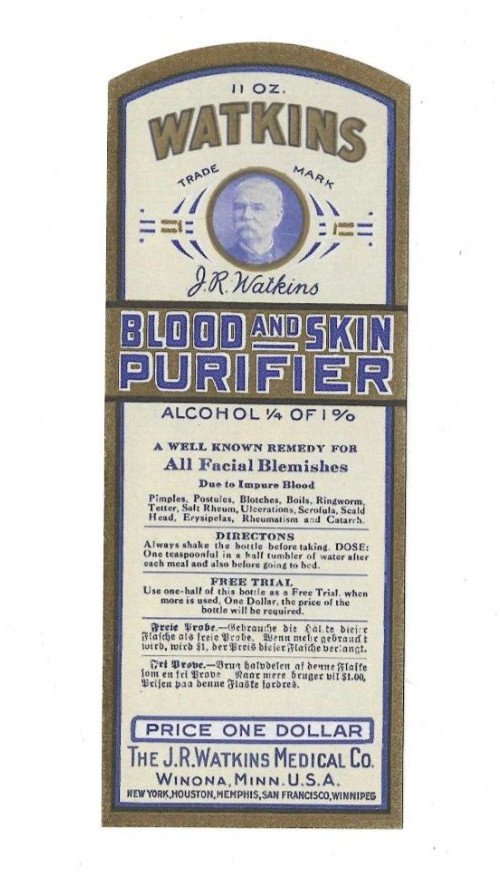 11 OZ.
WATKINS
TRADE MARK
J.R. Watkins
BLOOD AND SKIN
PURIFIER
ALCOHOL ¼ OF 1%
A WELL KNOWN REMEDY FOR
All Facial Blemishes
Due to Impure Blood
Pimples, Postules, Blotches, Boils, Ringworm,
Tetter, Salt Rheum, Ulcerations, Scrofula, Scald
Head, Erysipelas, Rheumatism and Catarrh.
DIRECTONS
Always shake the bottle before taking. DOSE:
One teaspoonful in a half tumbler of water after
each meal and also before going to bed.
FREE TRIAL
Use one-half of this bottle as a Free Trial. when
more is used, One Dollar, the price of the
bottle will be required.
Freie Probe.—Gebrauche die Hälfte dieser
Flasche als freie Probe. Wenn mehr gebraucht
wird, wird $1, der Preis dieser Flasche verlangt.
Fri Prove.—Brug halvdelen af denne Flaske
som en fri Prove Naar mere bruger vil $1.00,
Prisen paa denne Flaske fordres.
PRICE ONE DOLLAR
THE J.R. WATKINS MEDICAL CO.
WINONA, MINN. U.S.A.
NEW YORK, HOUSTON, MEMPHIS, SAN FRANCISCO, WINNIPEG